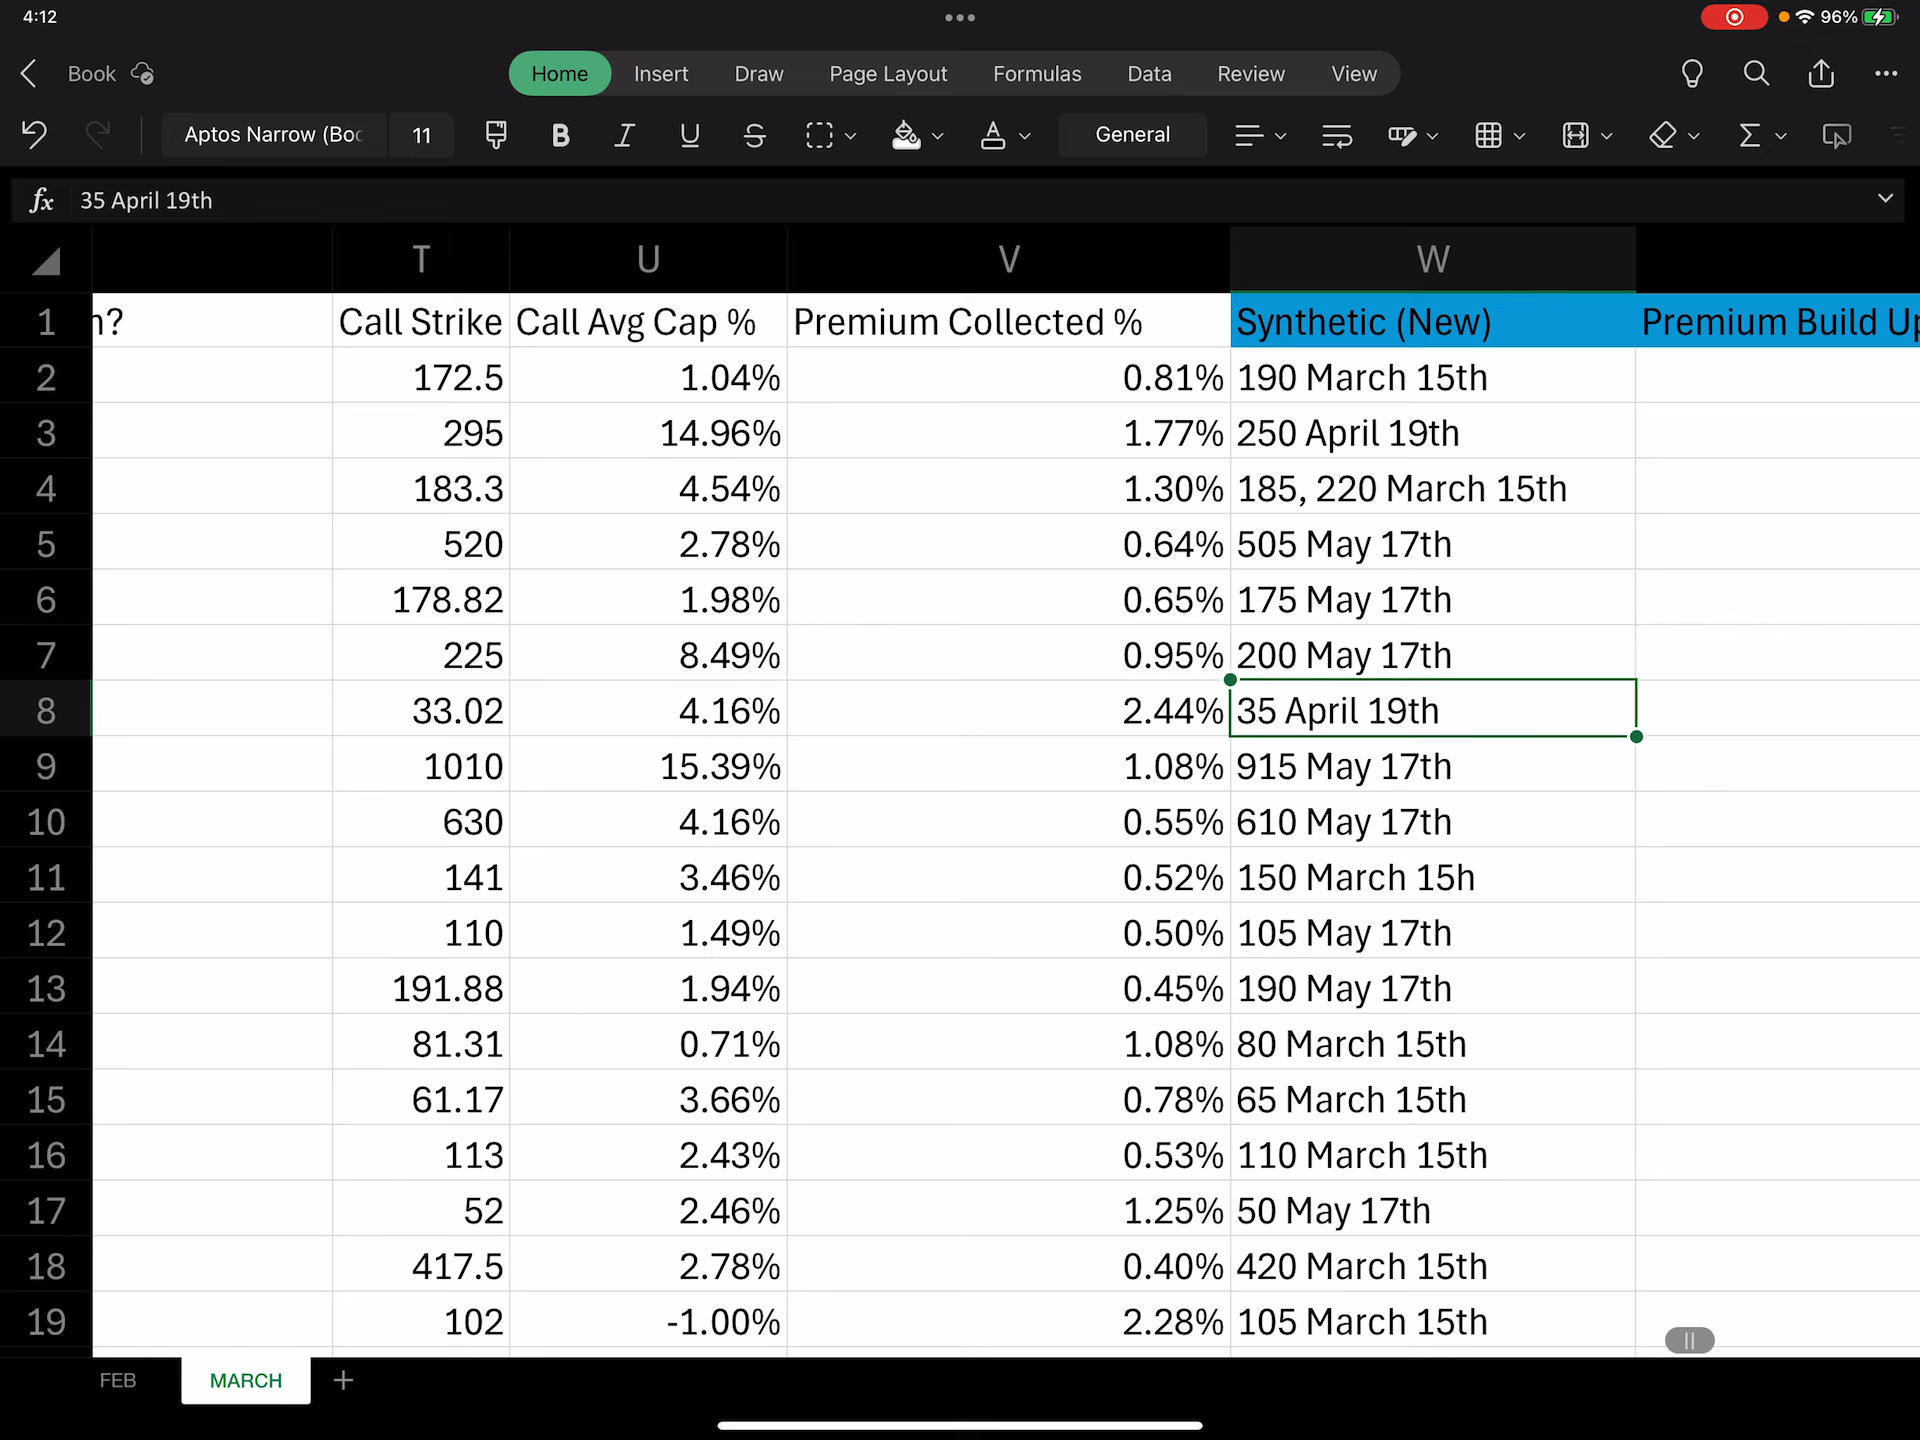 4:12
96%
Book
Home Insert Draw Page Layout Formulas Data Review View
Aptos Narrow (Boc 11 B I U S A General
fx 35 April 19th
T U V W
1 n? Call Strike Call Avg Cap % Premium Collected % Synthetic (New) Premium Build Up
2 172.5 1.04% 0.81% 190 March 15th
3 295 14.96% 1.77% 250 April 19th
4 183.3 4.54% 1.30% 185, 220 March 15th
5 520 2.78% 0.64% 505 May 17th
6 178.82 1.98% 0.65% 175 May 17th
7 225 8.49% 0.95% 200 May 17th
8 33.02 4.16% 2.44% 35 April 19th
9 1010 15.39% 1.08% 915 May 17th
10 630 4.16% 0.55% 610 May 17th
11 141 3.46% 0.52% 150 March 15h
12 110 1.49% 0.50% 105 May 17th
13 191.88 1.94% 0.45% 190 May 17th
14 81.31 0.71% 1.08% 80 March 15th
15 61.17 3.66% 0.78% 65 March 15th
16 113 2.43% 0.53% 110 March 15th
17 52 2.46% 1.25% 50 May 17th
18 417.5 2.78% 0.40% 420 March 15th
19 102 -1.00% 2.28% 105 March 15th
FEB MARCH +